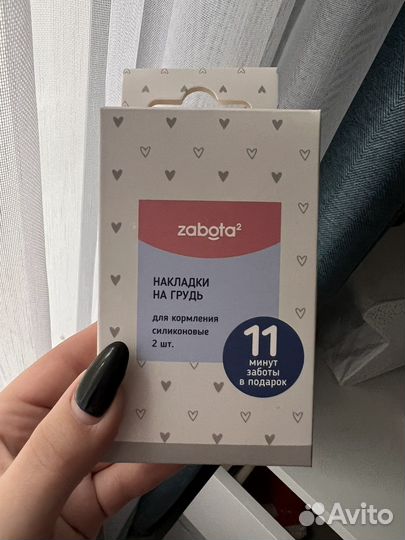 zabota²
НАКЛАДКИ
НА ГРУДЬ
для кормления
силиконовые
2 шт.
11
минут
заботы
в подарок
Avito